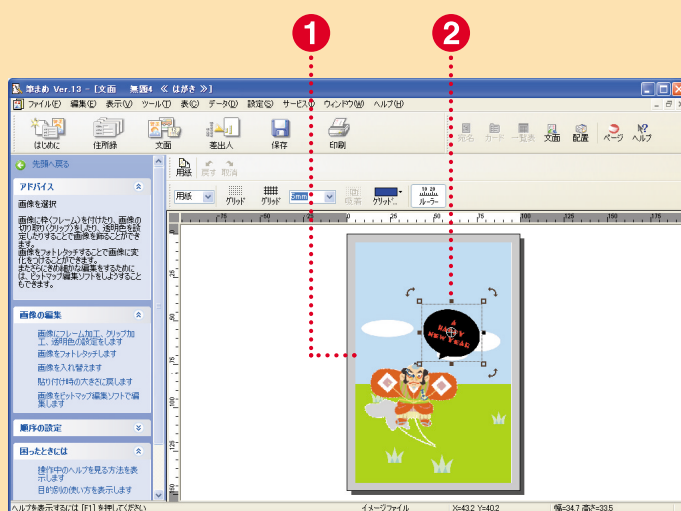 1
2
筆まめ Ver.13 - [文面 無題4 ≪ はがき ≫]
ファイル(F) 編集(E) 表示(V) ツール(T) 表(C) データ(D) 設定(S) サービス(I) ウィンドウ(W) ヘルプ(H)
はじめに 住所録 文面 差出人 保存 印刷 宛名 カード 一覧表 文面 配置 ページ ヘルプ
先頭へ戻る
用紙 戻す 取消
用紙 グリッド グリッド 5mm 吸着 グリッド.. ルーラー
アドバイス
画像を選択
画像に枠(フレーム)を付けたり、画像の
切り取り(クリップ)をしたり、透明色を設
定したりすることで画像を飾ることができ
ます。
画像をフォトレタッチすることで画像に変
化をつけることができます。
またさらにきめ細かな編集をするために
は、ビットマップ編集ソフトをしようすること
もできます。
画像の編集
画像にフレーム加工、クリップ加
工、透明色の設定をします
画像をフォトレタッチします
画像を入れ替えます
貼り付け時の大きさに戻します
画像をビットマップ編集ソフトで編
集します
順序の設定
困ったときには
操作中のヘルプを見る方法を表
示します
目的別の使い方を表示します
A
HAPPY
NEW YEAR
ヘルプを表示するには [F1] を押してください イメージファイル X=43.2 Y=40.2 幅=34.7 高さ=33.5